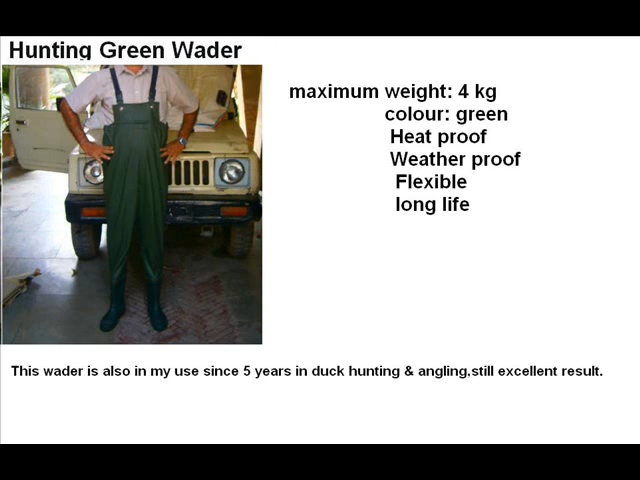 Hunting Green Wader
maximum weight: 4 kg
colour: green
Heat proof
Weather proof
Flexible
long life
This wader is also in my use since 5 years in duck hunting & angling,still excellent result.